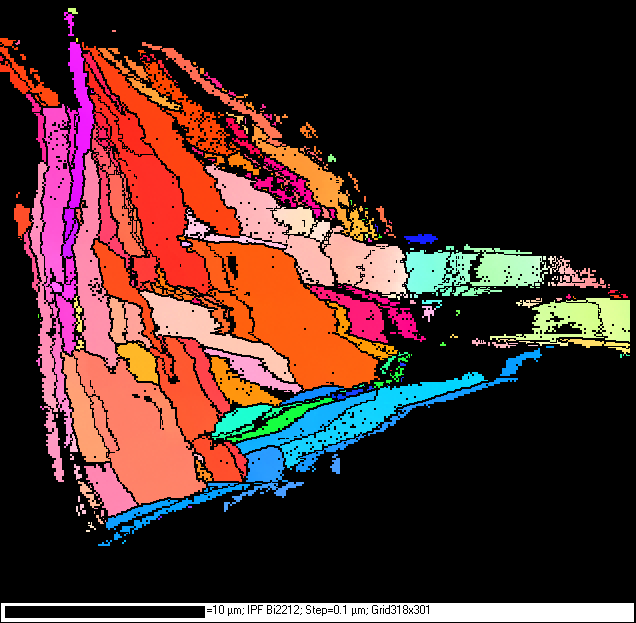 =10 µm; IPF Bi2212; Step=0.1 µm; Grid318x301